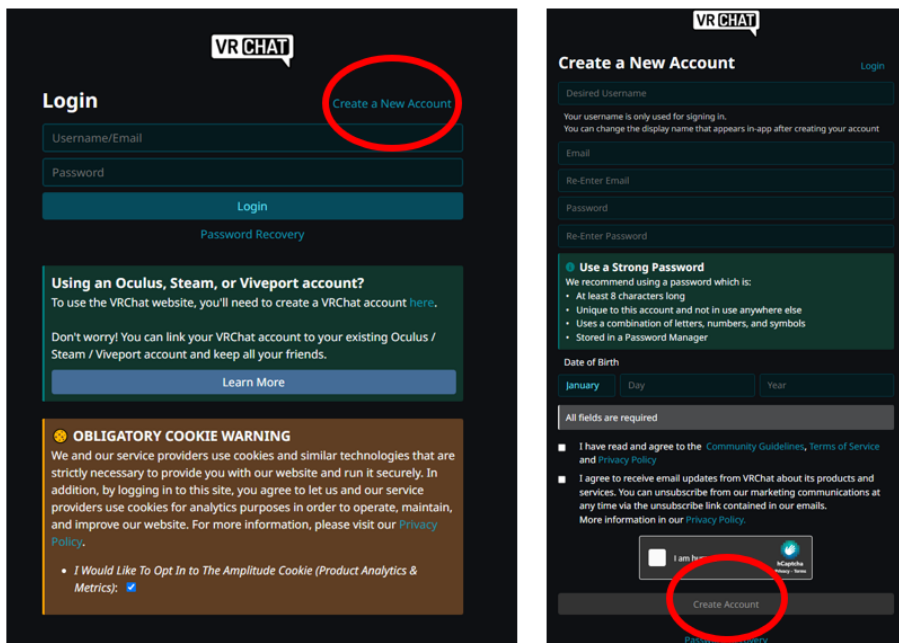 VRCHAT
Login
Create a New Account
Username/Email
Password
Login
Password Recovery
Using an Oculus, Steam, or Viveport account?
To use the VRChat website, you'll need to create a VRChat account here.
Don't worry! You can link your VRChat account to your existing Oculus /
Steam / Viveport account and keep all your friends.
Learn More
OBLIGATORY COOKIE WARNING
We and our service providers use cookies and similar technologies that are
strictly necessary to provide you with our website and run it securely. In
addition, by logging in to this site, you agree to let us and our service
providers use cookies for analytics purposes in order to operate, maintain,
and improve our website. For more information, please visit our Privacy
Policy.
• I Would Like To Opt In to The Amplitude Cookie (Product Analytics &
Metrics):
VRCHAT
Create a New Account
Login
Desired Username
Your username is only used for signing in.
You can change the display name that appears in-app after creating your account
Email
Re-Enter Email
Password
Re-Enter Password
Use a Strong Password
We recommend using a password which is:
• At least 8 characters long
• Unique to this account and not in use anywhere else
• Uses a combination of letters, numbers, and symbols
• Stored in a Password Manager
Date of Birth
January
Day
Year
All fields are required
I have read and agree to the Community Guidelines, Terms of Service
and Privacy Policy
I agree to receive email updates from VRChat about its products and
services. You can unsubscribe from our marketing communications at
any time via the unsubscribe link contained in our emails.
More information in our Privacy Policy.
I am
hCaptcha
Privacy - Terms
Create Account